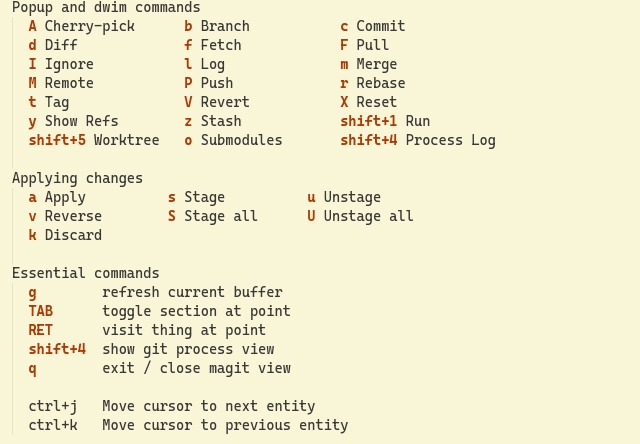 Popup and dwim commands
A Cherry-pick b Branch c Commit
d Diff f Fetch F Pull
I Ignore l Log m Merge
M Remote P Push r Rebase
t Tag V Revert X Reset
y Show Refs z Stash shift+1 Run
shift+5 Worktree o Submodules shift+4 Process Log
Applying changes
a Apply s Stage u Unstage
v Reverse S Stage all U Unstage all
k Discard
Essential commands
g refresh current buffer
TAB toggle section at point
RET visit thing at point
shift+4 show git process view
q exit / close magit view
ctrl+j Move cursor to next entity
ctrl+k Move cursor to previous entity